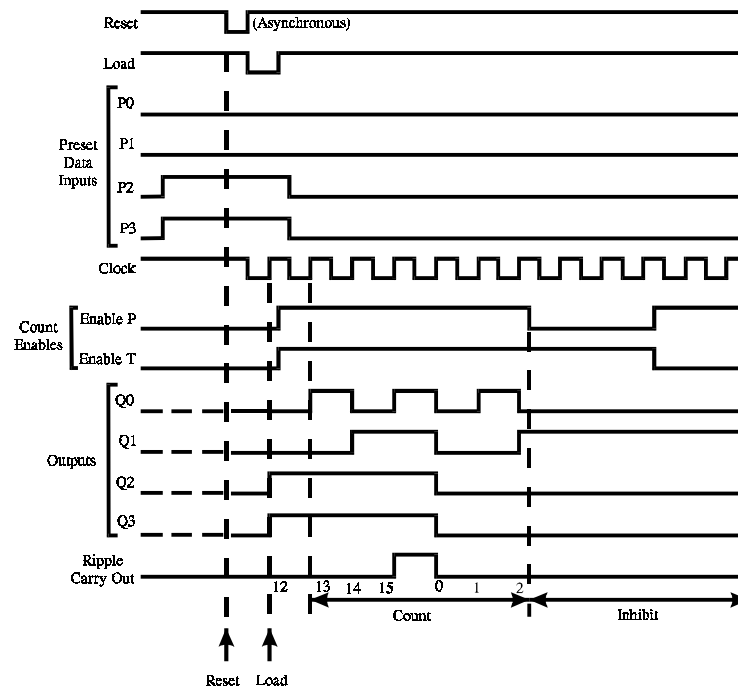 Reset
(Asynchronous)
Load
P0
P1
Preset
Data
Inputs
P2
P3
Clock
Count
Enables
Enable P
Enable T
Q0
Q1
Outputs
Q2
Q3
Ripple
Carry Out
12 13 14 15 0 1 2
Count
Inhibit
Reset Load